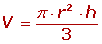 V = π · r² · h / 3